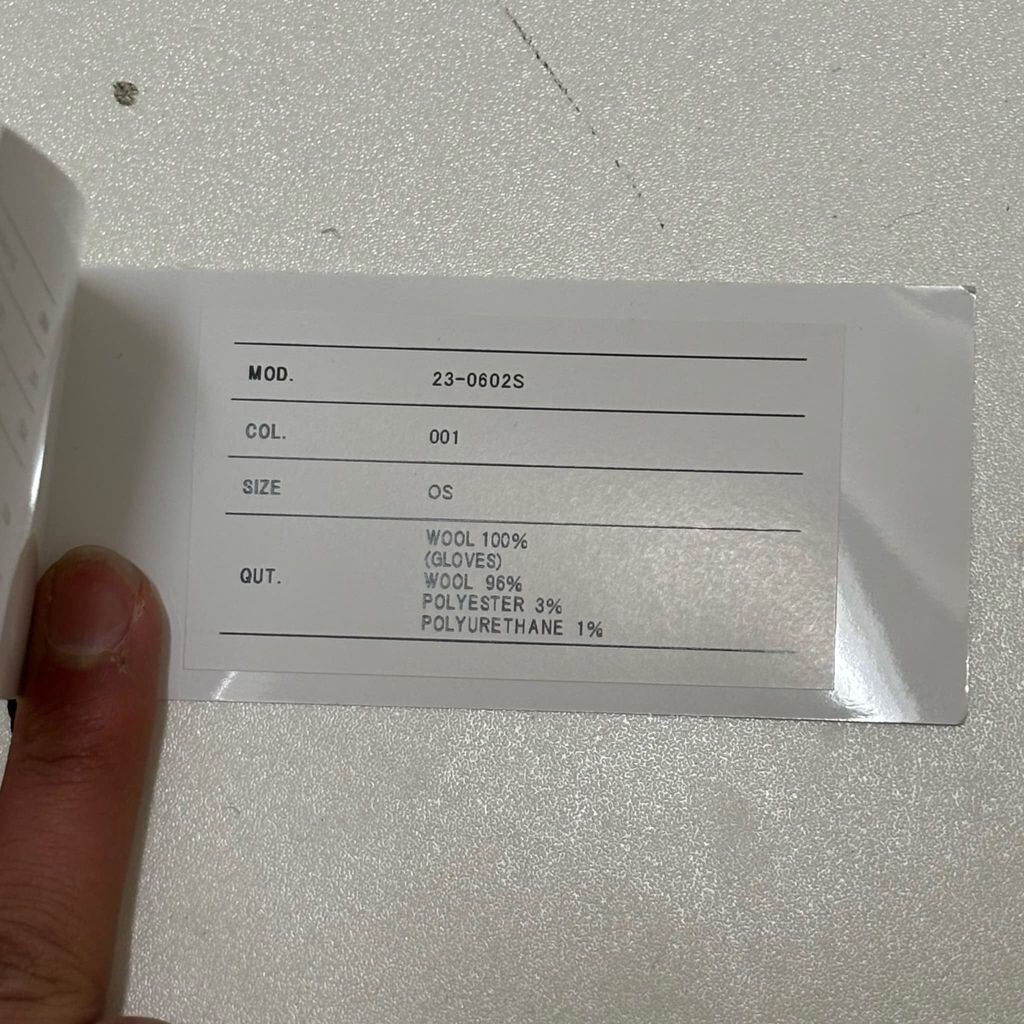 MOD. 23-0602S
COL. 001
SIZE OS
QUT. WOOL 100%
(GLOVES)
WOOL 96%
POLYESTER 3%
POLYURETHANE 1%